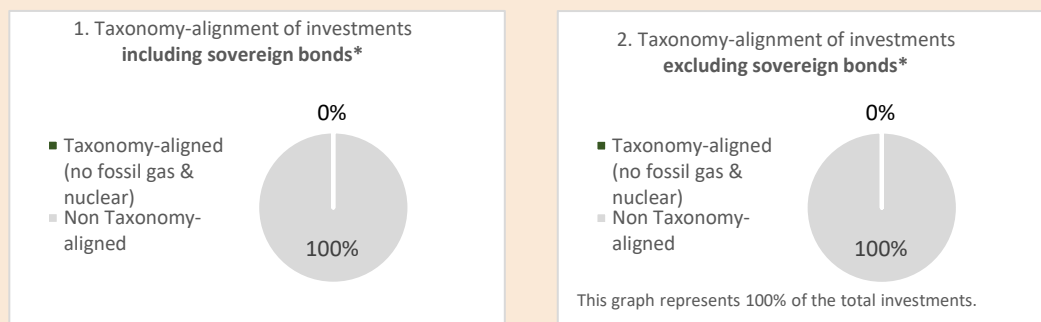 1. Taxonomy-alignment of investments
including sovereign bonds*
0%
Taxonomy-aligned
(no fossil gas &
nuclear)
Non Taxonomy-
aligned
100%
2. Taxonomy-alignment of investments
excluding sovereign bonds*
0%
Taxonomy-aligned
(no fossil gas &
nuclear)
Non Taxonomy-
aligned
100%
This graph represents 100% of the total investments.